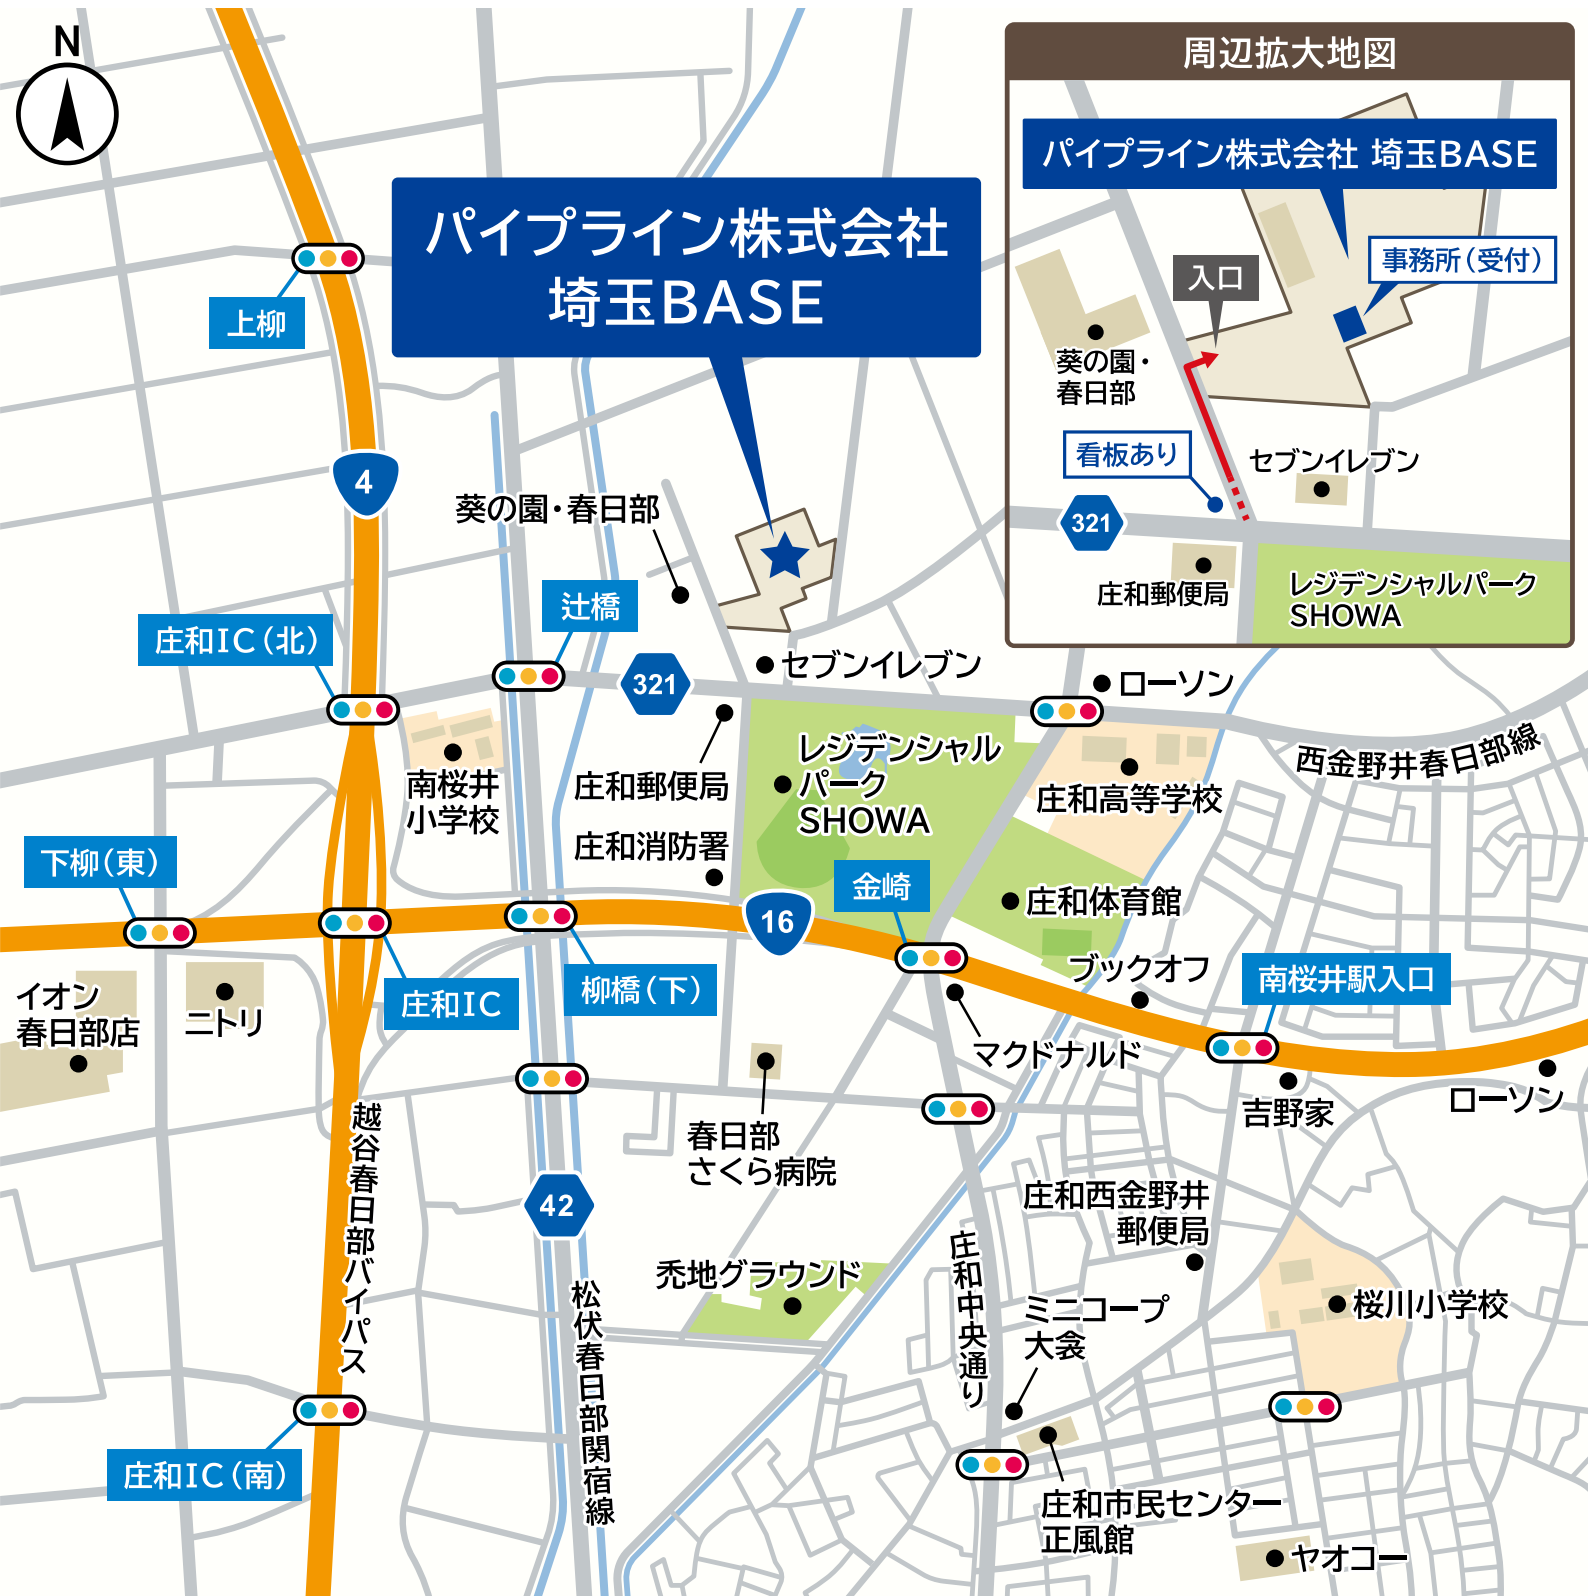 N
周辺拡大地図
パイプライン株式会社 埼玉BASE
事務所（受付）
入口
葵の園・
春日部
看板あり
セブンイレブン
321
庄和郵便局
レジデンシャルパーク
SHOWA
パイプライン株式会社
埼玉BASE
上柳
4
葵の園・春日部
辻橋
庄和IC（北）
321
セブンイレブン
ローソン
西金野井春日部線
南桜井
小学校
庄和郵便局
レジデンシャル
パーク
SHOWA
庄和高等学校
庄和消防署
下柳（東）
金崎
16
庄和体育館
ブックオフ
南桜井駅入口
イオン
春日部店
ニトリ
庄和IC
柳橋（下）
マクドナルド
吉野家
ローソン
越谷春日部バイパス
春日部
さくら病院
42
庄和西金野井
郵便局
庄和中央通り
禿地グラウンド
松伏春日部関宿線
ミニコープ
大衾
桜川小学校
庄和IC（南）
庄和市民センター
正風館
ヤオコー